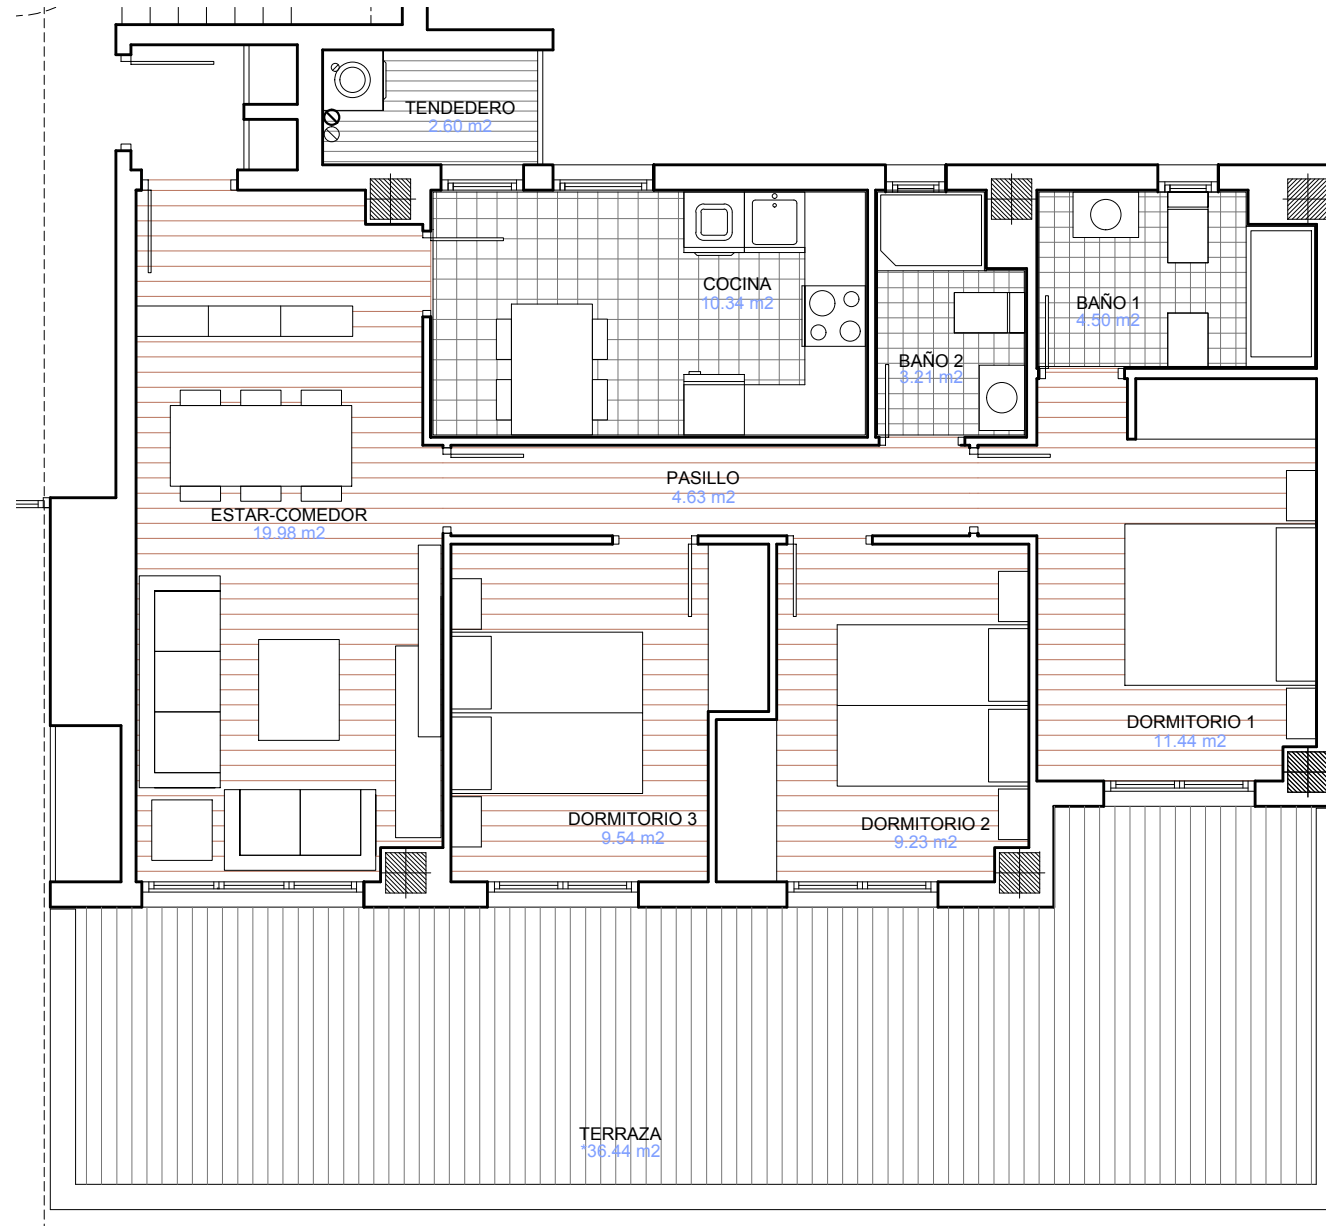 TENDEDERO
2.60 m2
COCINA
10.34 m2
BAÑO 1
4.50 m2
BAÑO 2
3.21 m2
PASILLO
4.63 m2
ESTAR-COMEDOR
19.98 m2
DORMITORIO 1
11.44 m2
DORMITORIO 3
9.54 m2
DORMITORIO 2
9.23 m2
TERRAZA
*36.44 m2